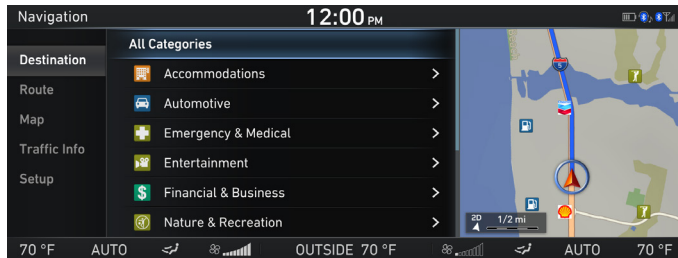 Navigation 12:00 PM
Destination
Route
Map
Traffic Info
Setup
All Categories
Accommodations
Automotive
Emergency & Medical
Entertainment
Financial & Business
Nature & Recreation
2D 1/2 mi
70 °F AUTO OUTSIDE 70 °F AUTO 70 °F